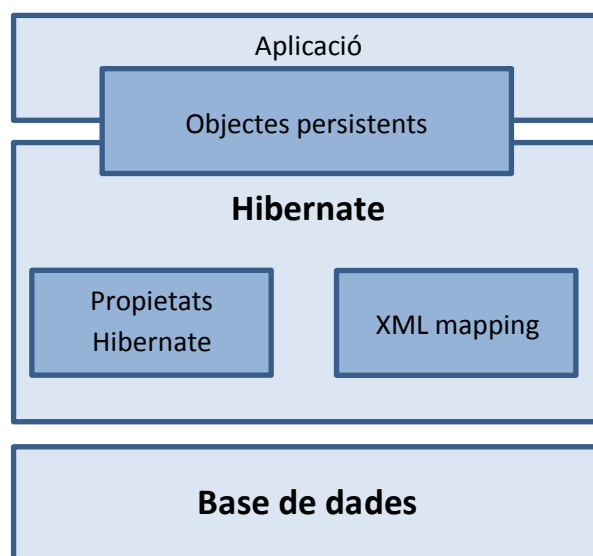 Aplicació
Objectes persistents
Hibernate
Propietats
Hibernate
XML mapping
Base de dades